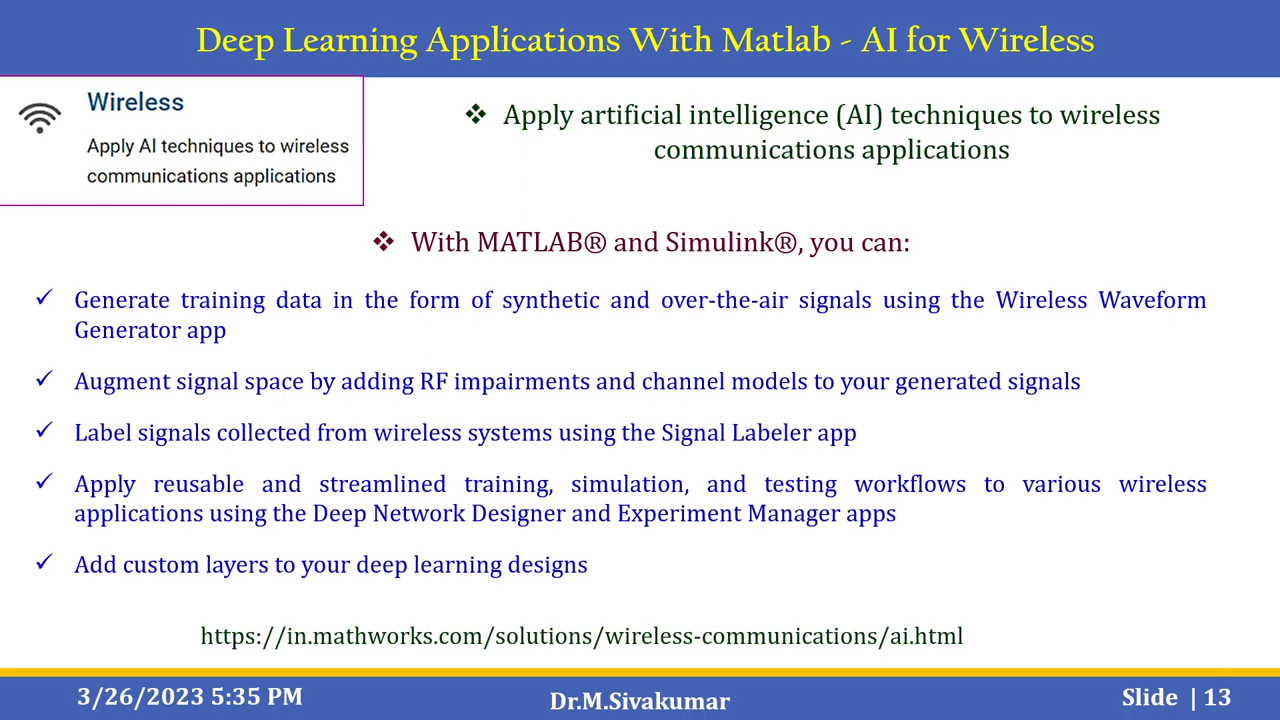 Deep Learning Applications With Matlab - AI for Wireless
Wireless
Apply AI techniques to wireless
communications applications
❖ Apply artificial intelligence (AI) techniques to wireless
communications applications
❖ With MATLAB® and Simulink®, you can:
✓ Generate training data in the form of synthetic and over-the-air signals using the Wireless Waveform
Generator app
✓ Augment signal space by adding RF impairments and channel models to your generated signals
✓ Label signals collected from wireless systems using the Signal Labeler app
✓ Apply reusable and streamlined training, simulation, and testing workflows to various wireless
applications using the Deep Network Designer and Experiment Manager apps
✓ Add custom layers to your deep learning designs
https://in.mathworks.com/solutions/wireless-communications/ai.html
3/26/2023 5:35 PM
Dr.M.Sivakumar
Slide | 13